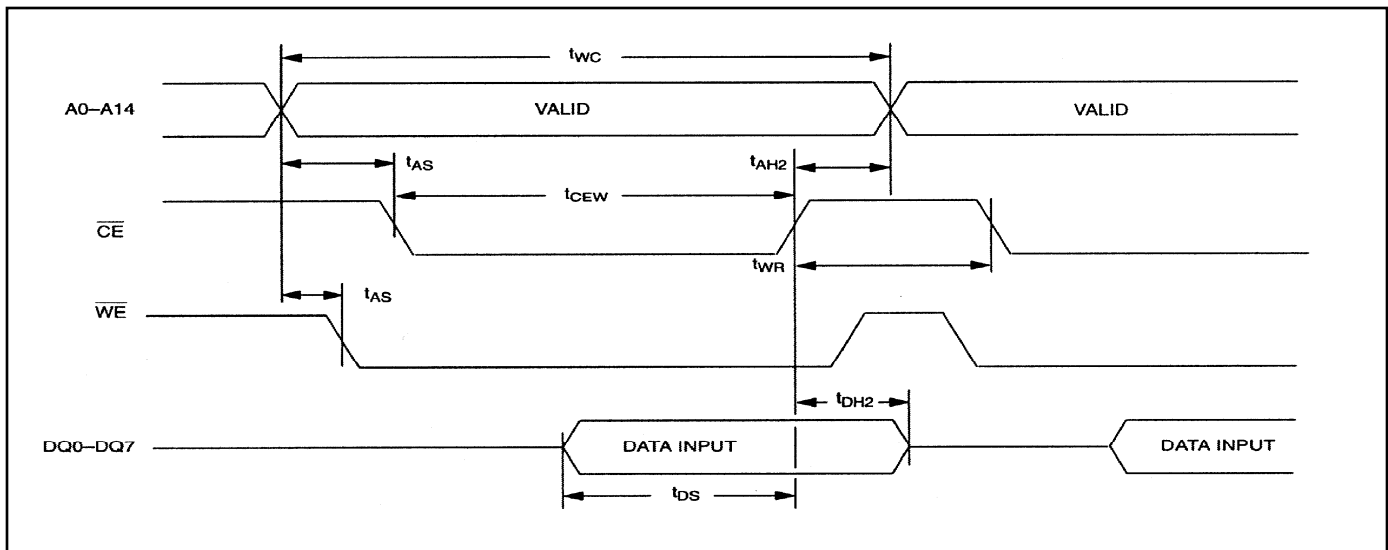 tWC
A0–A14 VALID VALID
tAS tAH2
tCEW
CE
tWR
tAS
WE
tDH2
DQ0–DQ7 DATA INPUT DATA INPUT
tDS